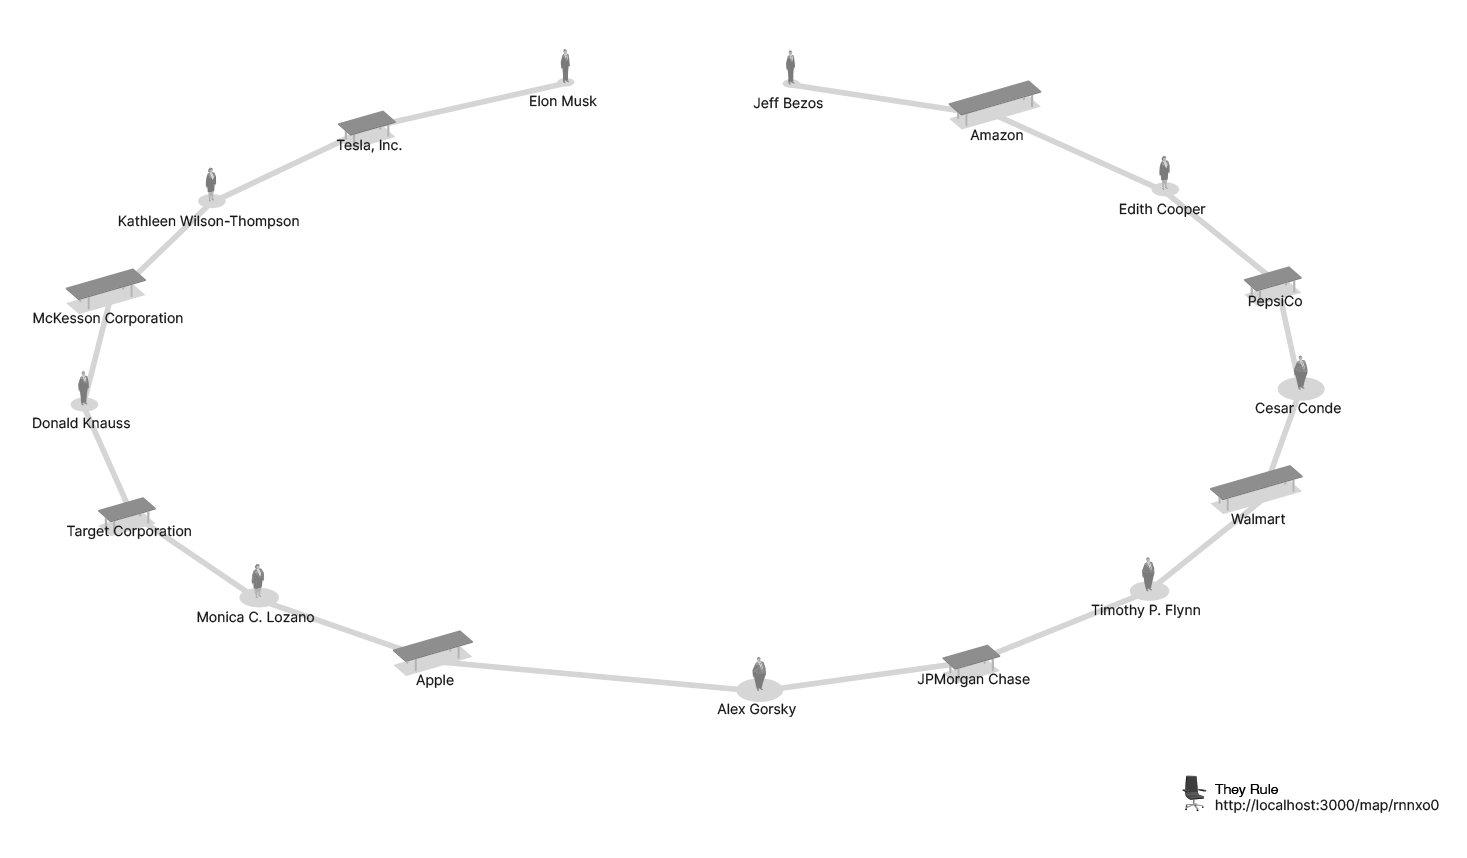 Elon Musk
Jeff Bezos
Tesla, Inc.
Amazon
Kathleen Wilson-Thompson
Edith Cooper
McKesson Corporation
PepsiCo
Donald Knauss
Cesar Conde
Target Corporation
Walmart
Monica C. Lozano
Timothy P. Flynn
Apple
JPMorgan Chase
Alex Gorsky
They Rule
http://localhost:3000/map/rnnxo0